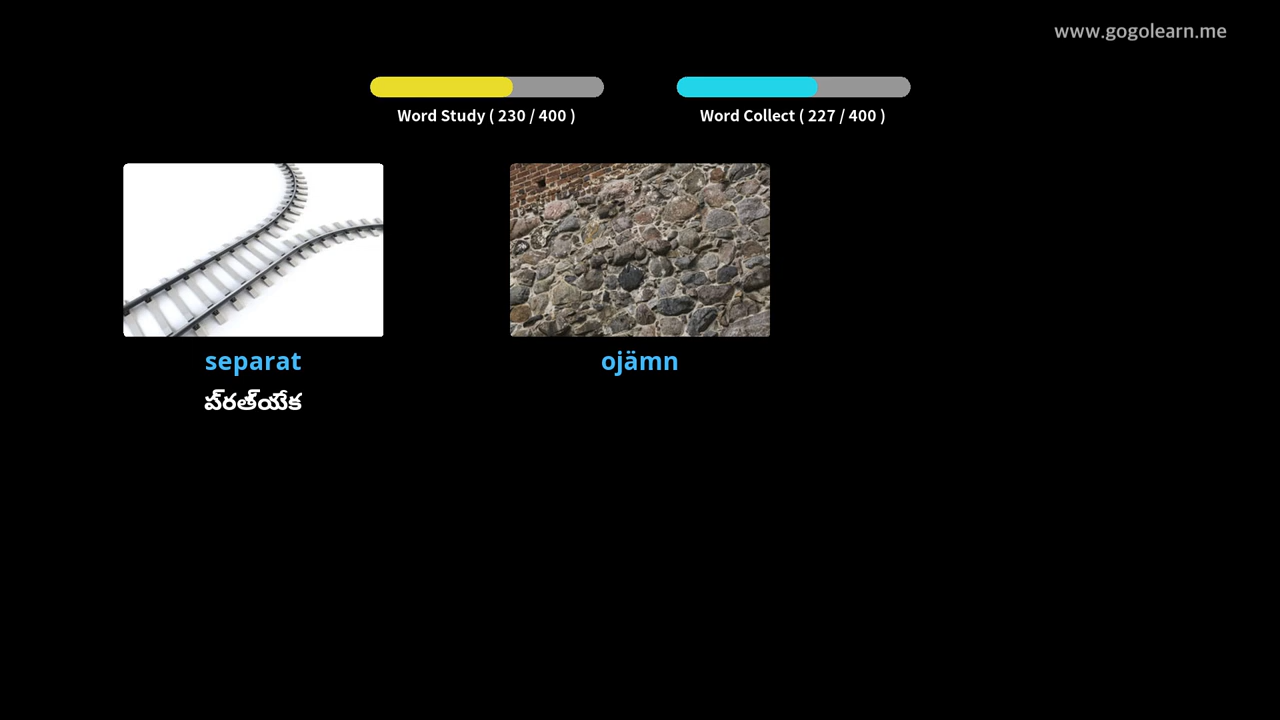 www.gogolearn.me
Word Study ( 230 / 400 )
Word Collect ( 227 / 400 )
separat
ojämn
ప్రత్యేక